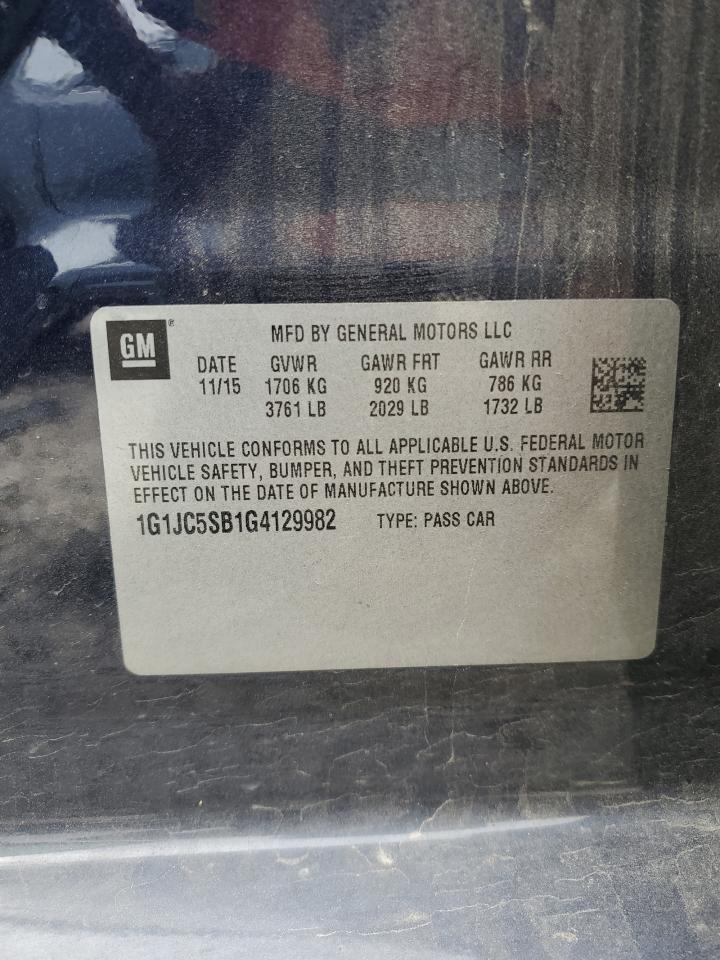 GM®
MFD BY GENERAL MOTORS LLC
DATE GVWR GAWR FRT GAWR RR
11/15 1706 KG 920 KG 786 KG
3761 LB 2029 LB 1732 LB
THIS VEHICLE CONFORMS TO ALL APPLICABLE U.S. FEDERAL MOTOR
VEHICLE SAFETY, BUMPER, AND THEFT PREVENTION STANDARDS IN
EFFECT ON THE DATE OF MANUFACTURE SHOWN ABOVE.
1G1JC5SB1G4129982 TYPE: PASS CAR